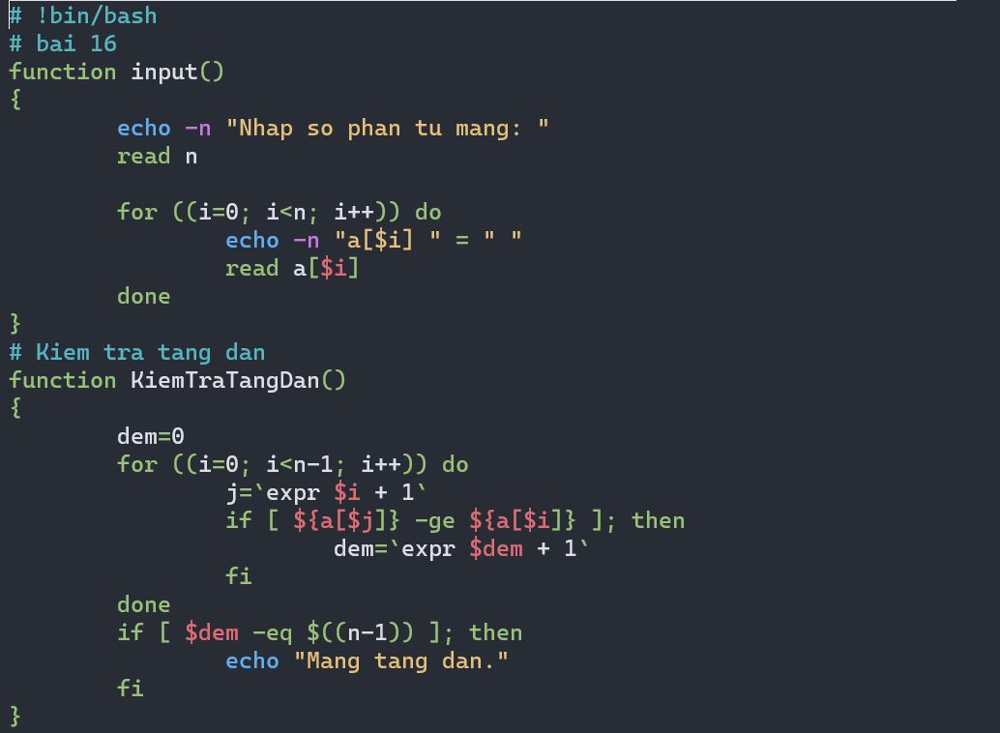 # !bin/bash
# bai 16
function input()
{
        echo -n "Nhap so phan tu mang: "
        read n

        for ((i=0; i<n; i++)) do
                echo -n "a[$i] " = " "
                read a[$i]
        done
}
# Kiem tra tang dan
function KiemTraTangDan()
{
        dem=0
        for ((i=0; i<n-1; i++)) do
                j=`expr $i + 1`
                if [ ${a[$j]} -ge ${a[$i]} ]; then
                        dem=`expr $dem + 1`
                fi
        done
        if [ $dem -eq $((n-1)) ]; then
                echo "Mang tang dan."
        fi
}